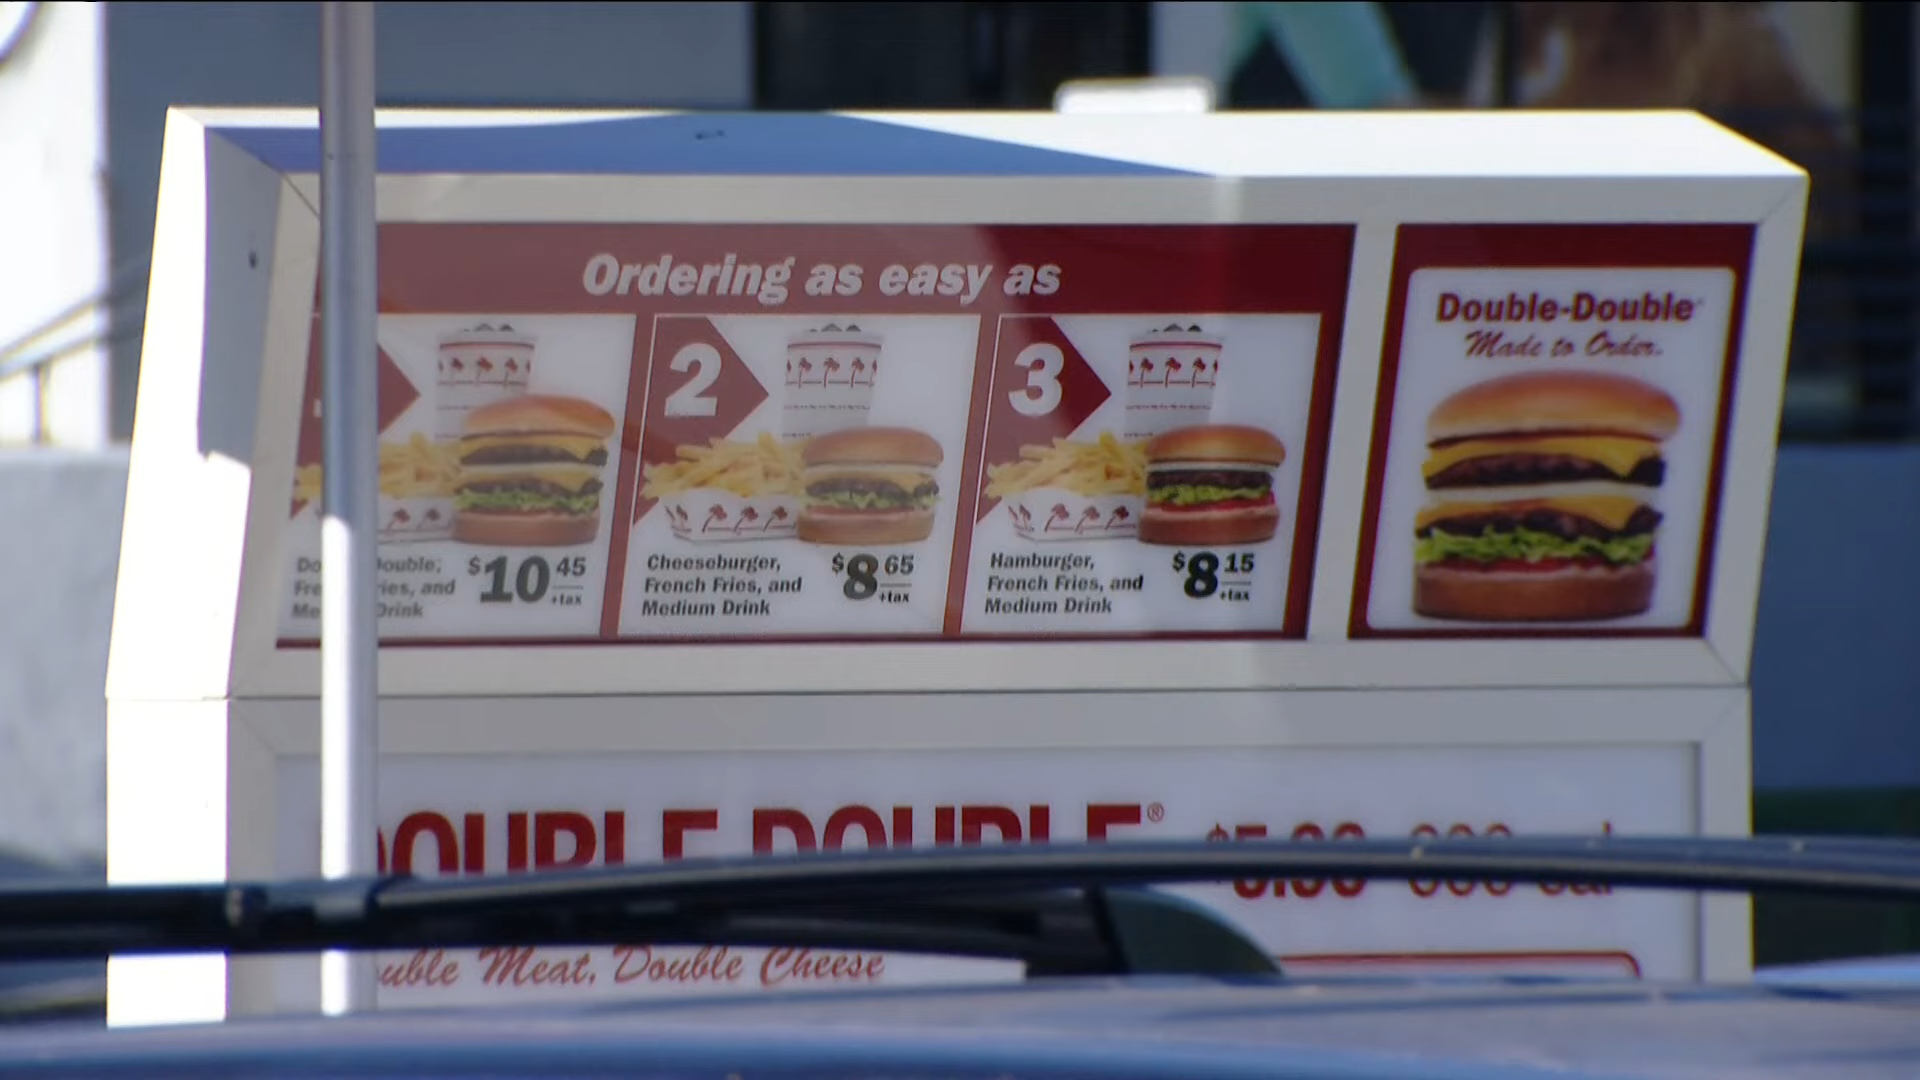 Ordering as easy as
2
3
Double-Double
Made to Order.
$10 45 +tax
Cheeseburger,
French Fries, and
Medium Drink
$8 65 +tax
Hamburger,
French Fries, and
Medium Drink
$8 15 +tax
DOUBLE DOUBLE®
Meat, Double Cheese